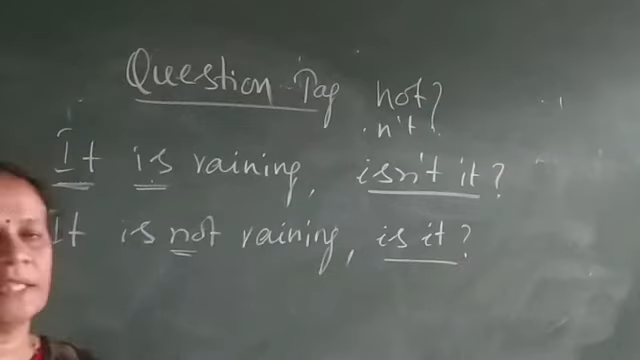 Question Tag
not?
n't
It is raining, isn't it?
It is not raining, is it?